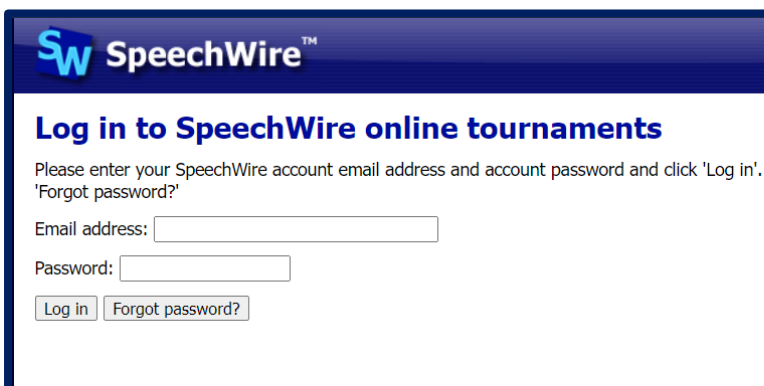 SW SpeechWire™
Log in to SpeechWire online tournaments
Please enter your SpeechWire account email address and account password and click 'Log in'.
'Forgot password?'
Email address:
Password:
Log in Forgot password?